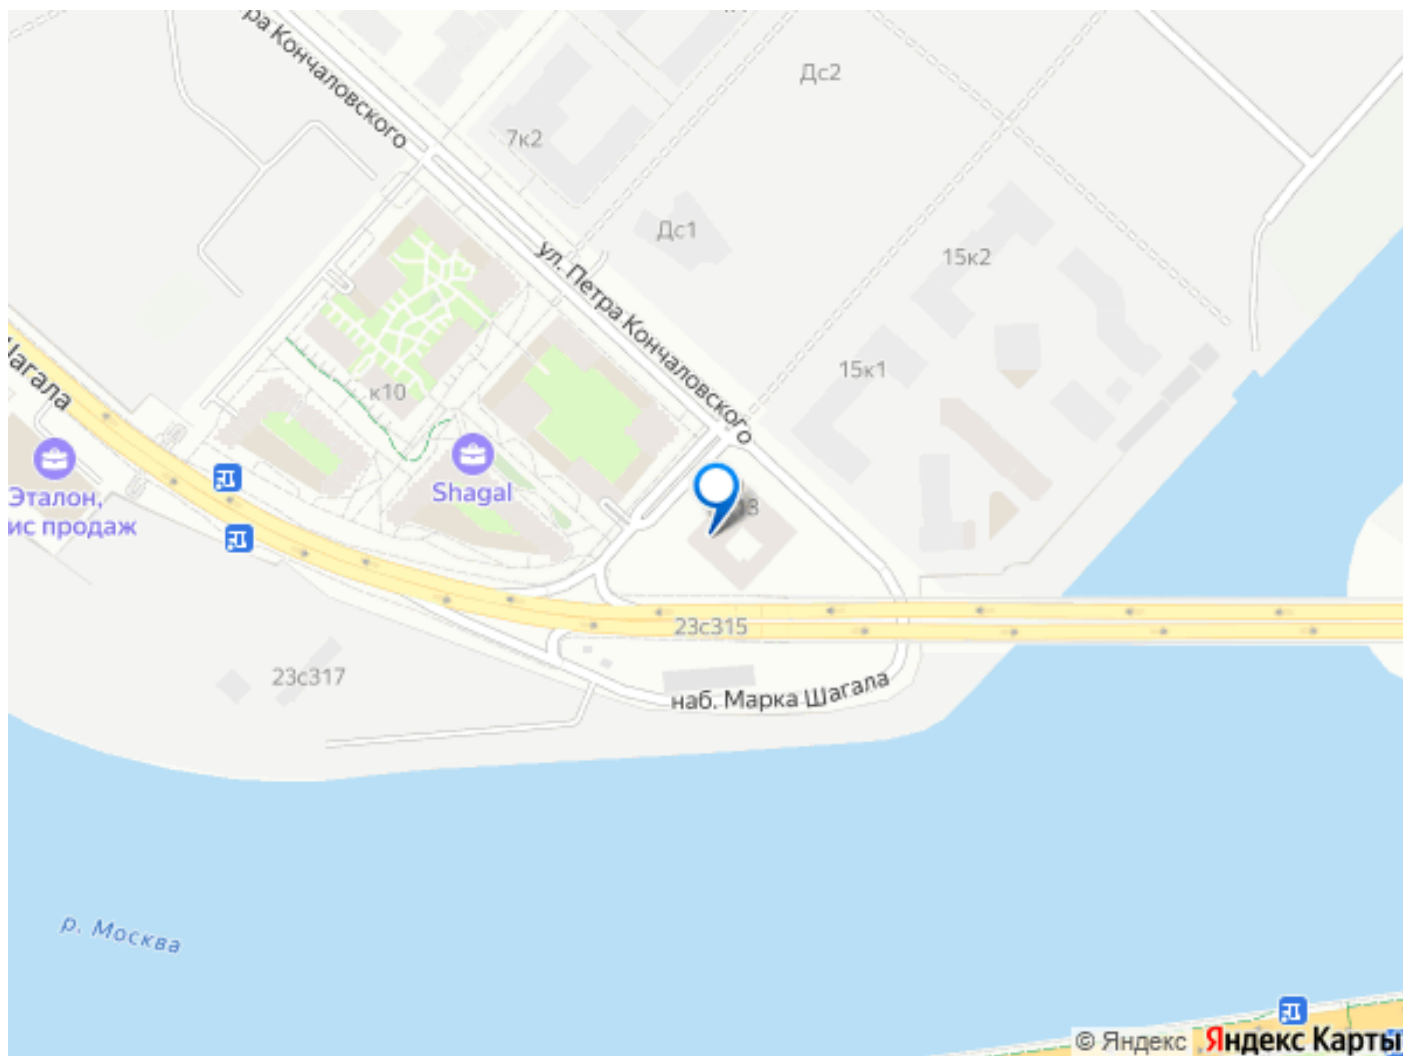 ра Кончаловского
Дс2
7к2
Дс1
15к2
ул. Петра Кончаловского
15к1
Шагала
к10
Shagal
Эталон,
ис продаж
23с315
23с317
наб. Марка Шагала
р. Москва
© Яндекс Яндекс Карты